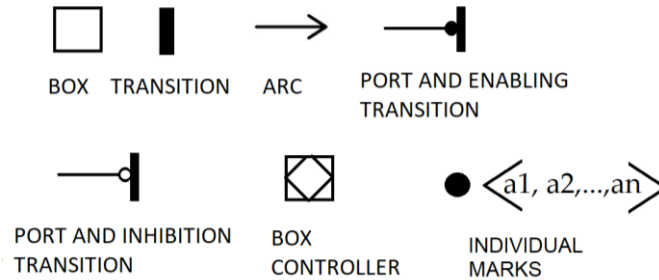 BOX TRANSITION ARC PORT AND ENABLING
TRANSITION
<a1, a2,...,an>
PORT AND INHIBITION BOX INDIVIDUAL
TRANSITION CONTROLLER MARKS